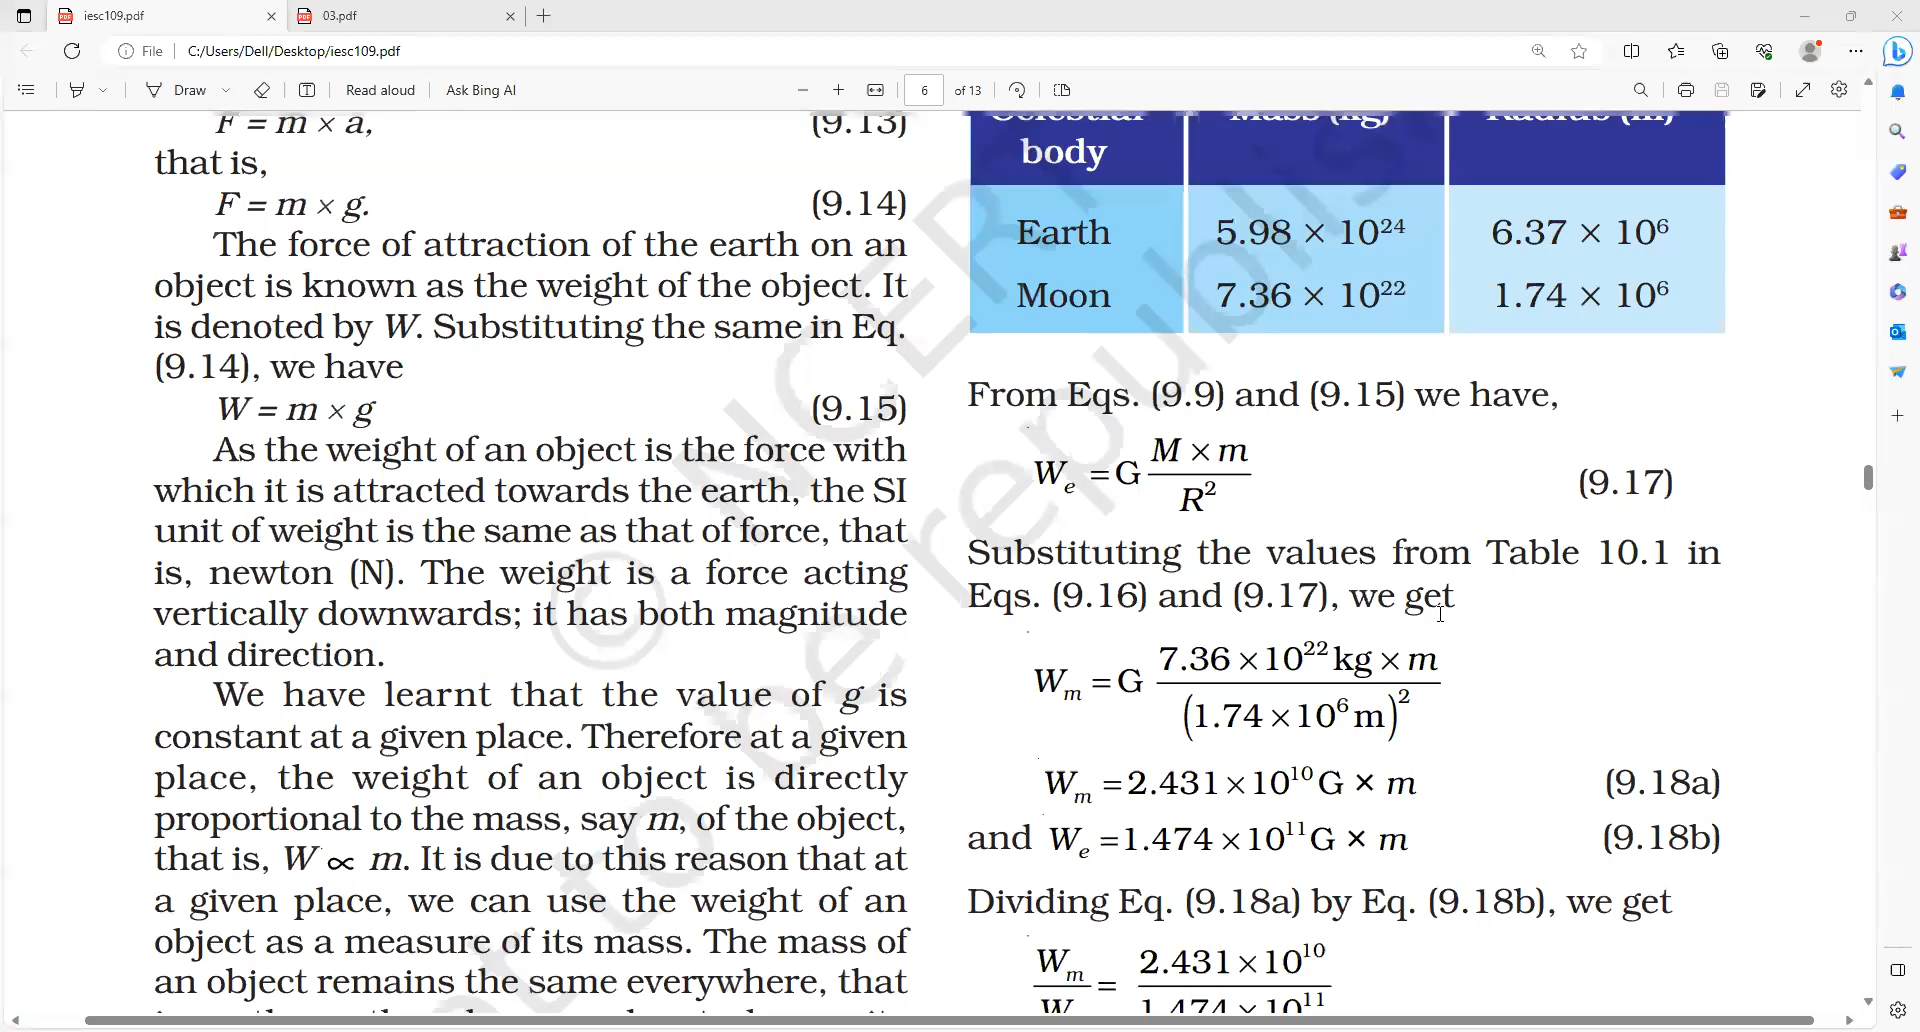 iesc109.pdf
03.pdf
File
C:/Users/Dell/Desktop/iesc109.pdf
Draw
Read aloud
Ask Bing AI
6 of 13
F = m × a, (9.13)
that is,
F = m × g. (9.14)
The force of attraction of the earth on an
object is known as the weight of the object. It
is denoted by W. Substituting the same in Eq.
(9.14), we have
W = m × g (9.15)
As the weight of an object is the force with
which it is attracted towards the earth, the SI
unit of weight is the same as that of force, that
is, newton (N). The weight is a force acting
vertically downwards; it has both magnitude
and direction.
We have learnt that the value of g is
constant at a given place. Therefore at a given
place, the weight of an object is directly
proportional to the mass, say m, of the object,
that is, W ∝ m. It is due to this reason that at
a given place, we can use the weight of an
object as a measure of its mass. The mass of
an object remains the same everywhere, that
Celestial body Mass (kg) Radius (m)
Earth 5.98 × 10²⁴ 6.37 × 10⁶
Moon 7.36 × 10²² 1.74 × 10⁶
From Eqs. (9.9) and (9.15) we have,
Wₑ = G M × m / R² (9.17)
Substituting the values from Table 10.1 in
Eqs. (9.16) and (9.17), we get
Wₘ = G 7.36 × 10²² kg × m / (1.74 × 10⁶ m)²
Wₘ = 2.431 × 10¹⁰ G × m (9.18a)
and Wₑ = 1.474 × 10¹¹ G × m (9.18b)
Dividing Eq. (9.18a) by Eq. (9.18b), we get
Wₘ / W = 2.431 × 10¹⁰ / 1.474 × 10¹¹
© NCERT
not to be republis